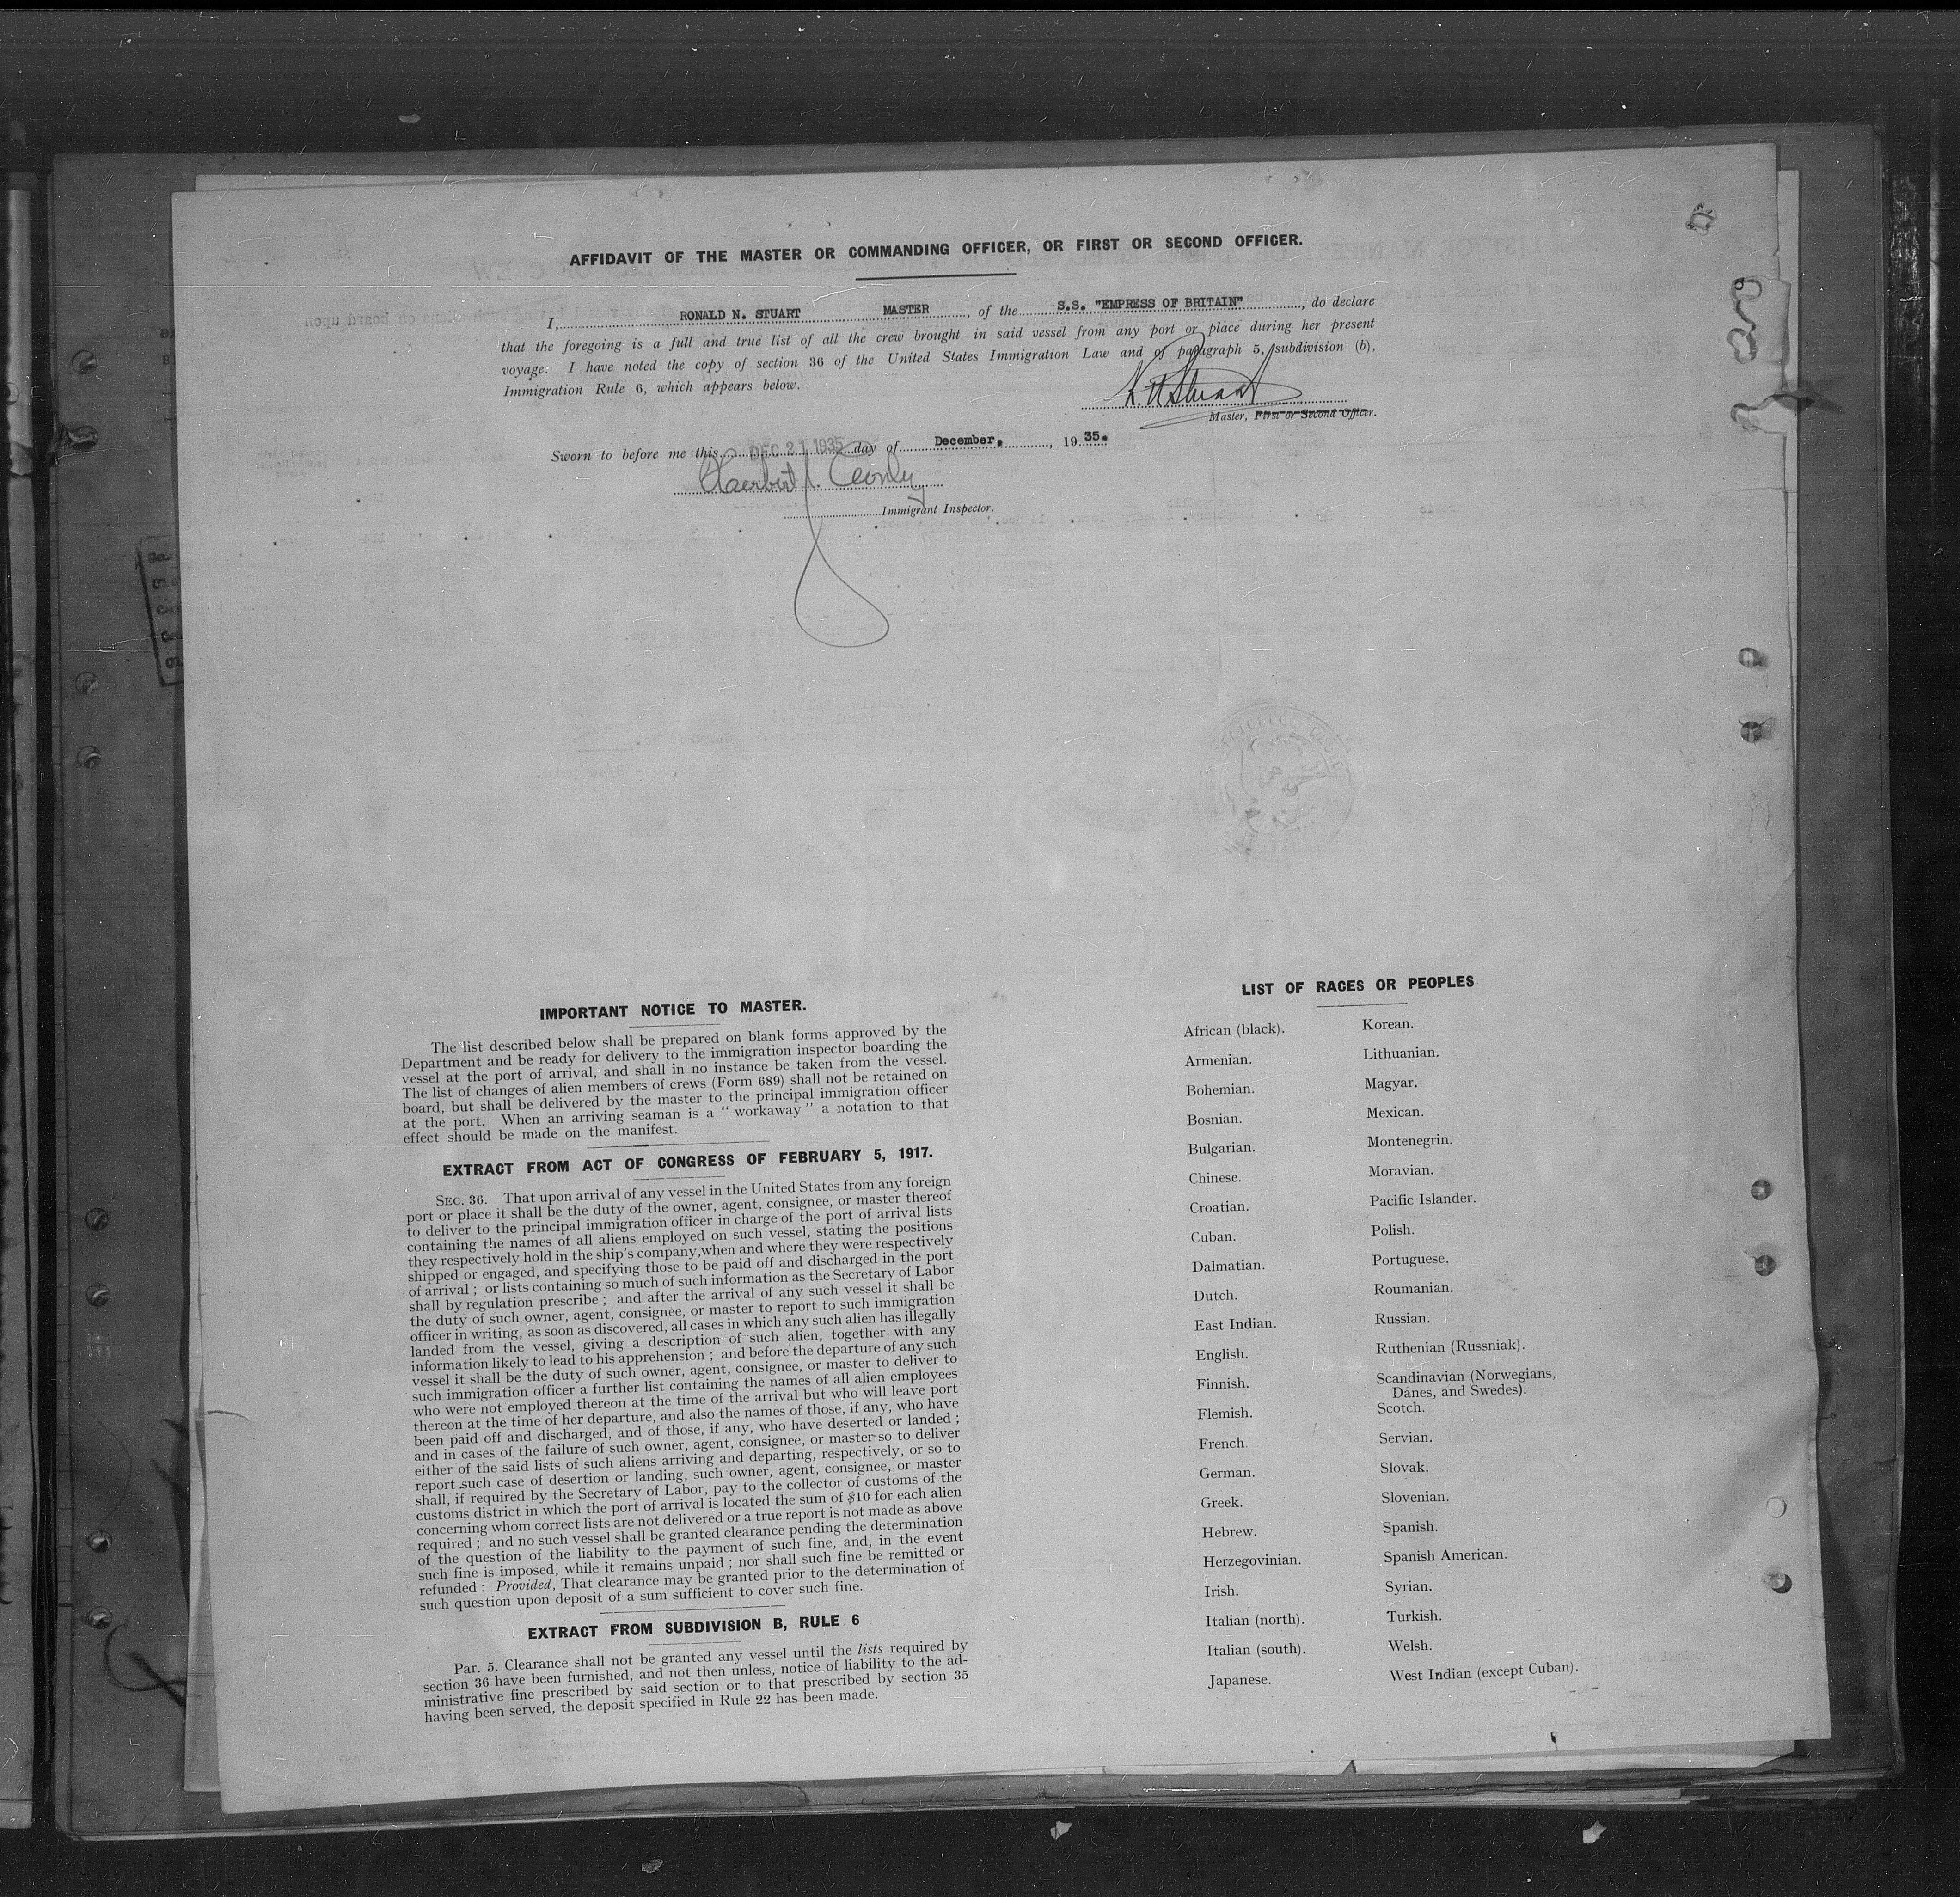 AFFIDAVIT OF THE MASTER OR COMMANDING OFFICER, OR FIRST OR SECOND OFFICER.
I, RONALD N. STUART MASTER, of the S.S. "EMPRESS OF BRITAIN", do declare
that the foregoing is a full and true list of all the crew brought in said vessel from any port or place during her present
voyage. I have noted the copy of section 36 of the United States Immigration Law and of paragraph 5, subdivision (b),
Immigration Rule 6, which appears below.
R. N. Stuart
Master, First or Second Officer.
Sworn to before me this DEC 21 1935 day of December, 1935.
Immigrant Inspector.
IMPORTANT NOTICE TO MASTER.
The list described below shall be prepared on blank forms approved by the
Department and be ready for delivery to the immigration inspector boarding the
vessel at the port of arrival, and shall in no instance be taken from the vessel.
The list of changes of alien members of crews (Form 689) shall not be retained on
board, but shall be delivered by the master to the principal immigration officer
at the port. When an arriving seaman is a "workaway" a notation to that
effect should be made on the manifest.
EXTRACT FROM ACT OF CONGRESS OF FEBRUARY 5, 1917.
SEC. 36. That upon arrival of any vessel in the United States from any foreign
port or place it shall be the duty of the owner, agent, consignee, or master thereof
to deliver to the principal immigration officer in charge of the port of arrival lists
containing the names of all aliens employed on such vessel, stating the positions
they respectively hold in the ship's company, when and where they were respectively
shipped or engaged, and specifying those to be paid off and discharged in the port
of arrival; or lists containing so much of such information as the Secretary of Labor
shall by regulation prescribe; and after the arrival of any such vessel it shall be
the duty of such owner, agent, consignee, or master to report to such immigration
officer in writing, as soon as discovered, all cases in which any such alien has illegally
landed from the vessel, giving a description of such alien, together with any
information likely to lead to his apprehension; and before the departure of any such
vessel it shall be the duty of such owner, agent, consignee, or master to deliver to
such immigration officer a further list containing the names of all alien employees
who were not employed thereon at the time of the arrival but who will leave port
thereon at the time of her departure, and also the names of those, if any, who have
been paid off and discharged, and of those, if any, who have deserted or landed;
and in cases of the failure of such owner, agent, consignee, or master so to deliver
either of the said lists of such aliens arriving and departing, respectively, or so to
report such case of desertion or landing, such owner, agent, consignee, or master
shall, if required by the Secretary of Labor, pay to the collector of customs of the
customs district in which the port of arrival is located the sum of $10 for each alien
concerning whom correct lists are not delivered or a true report is not made as above
required; and no such vessel shall be granted clearance pending the determination
of the question of the liability to the payment of such fine, and, in the event
such fine is imposed, while it remains unpaid; nor shall such fine be remitted or
refunded: Provided, That clearance may be granted prior to the determination of
such question upon deposit of a sum sufficient to cover such fine.
EXTRACT FROM SUBDIVISION B, RULE 6
Par. 5. Clearance shall not be granted any vessel until the lists required by
section 36 have been furnished, and not then unless, notice of liability to the ad-
ministrative fine prescribed by said section or to that prescribed by section 35
having been served, the deposit specified in Rule 22 has been made.
LIST OF RACES OR PEOPLES
African (black).
Armenian.
Bohemian.
Bosnian.
Bulgarian.
Chinese.
Croatian.
Cuban.
Dalmatian.
Dutch.
East Indian.
English.
Finnish.
Flemish.
French.
German.
Greek.
Hebrew.
Herzegovinian.
Irish.
Italian (north).
Italian (south).
Japanese.
Korean.
Lithuanian.
Magyar.
Mexican.
Montenegrin.
Moravian.
Pacific Islander.
Polish.
Portuguese.
Roumanian.
Russian.
Ruthenian (Russniak).
Scandinavian (Norwegians,
Danes, and Swedes).
Scotch.
Servian.
Slovak.
Slovenian.
Spanish.
Spanish American.
Syrian.
Turkish.
Welsh.
West Indian (except Cuban).